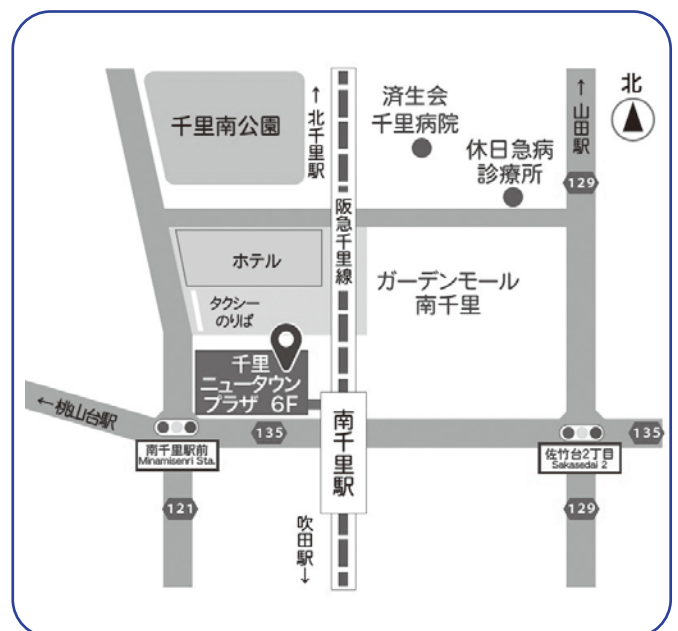 千里南公園
↑北千里駅
済生会
千里病院
休日急病
診療所
↑山田駅
北
129
阪急千里線
ホテル
タクシー
のりば
ガーデンモール
南千里
千里
ニュータウン
プラザ 6F
←桃山台駅
南千里駅前
Minamisenri Sta.
135
南千里駅
佐竹台2丁目
Sakasedai 2
135
121
吹田駅↓
129